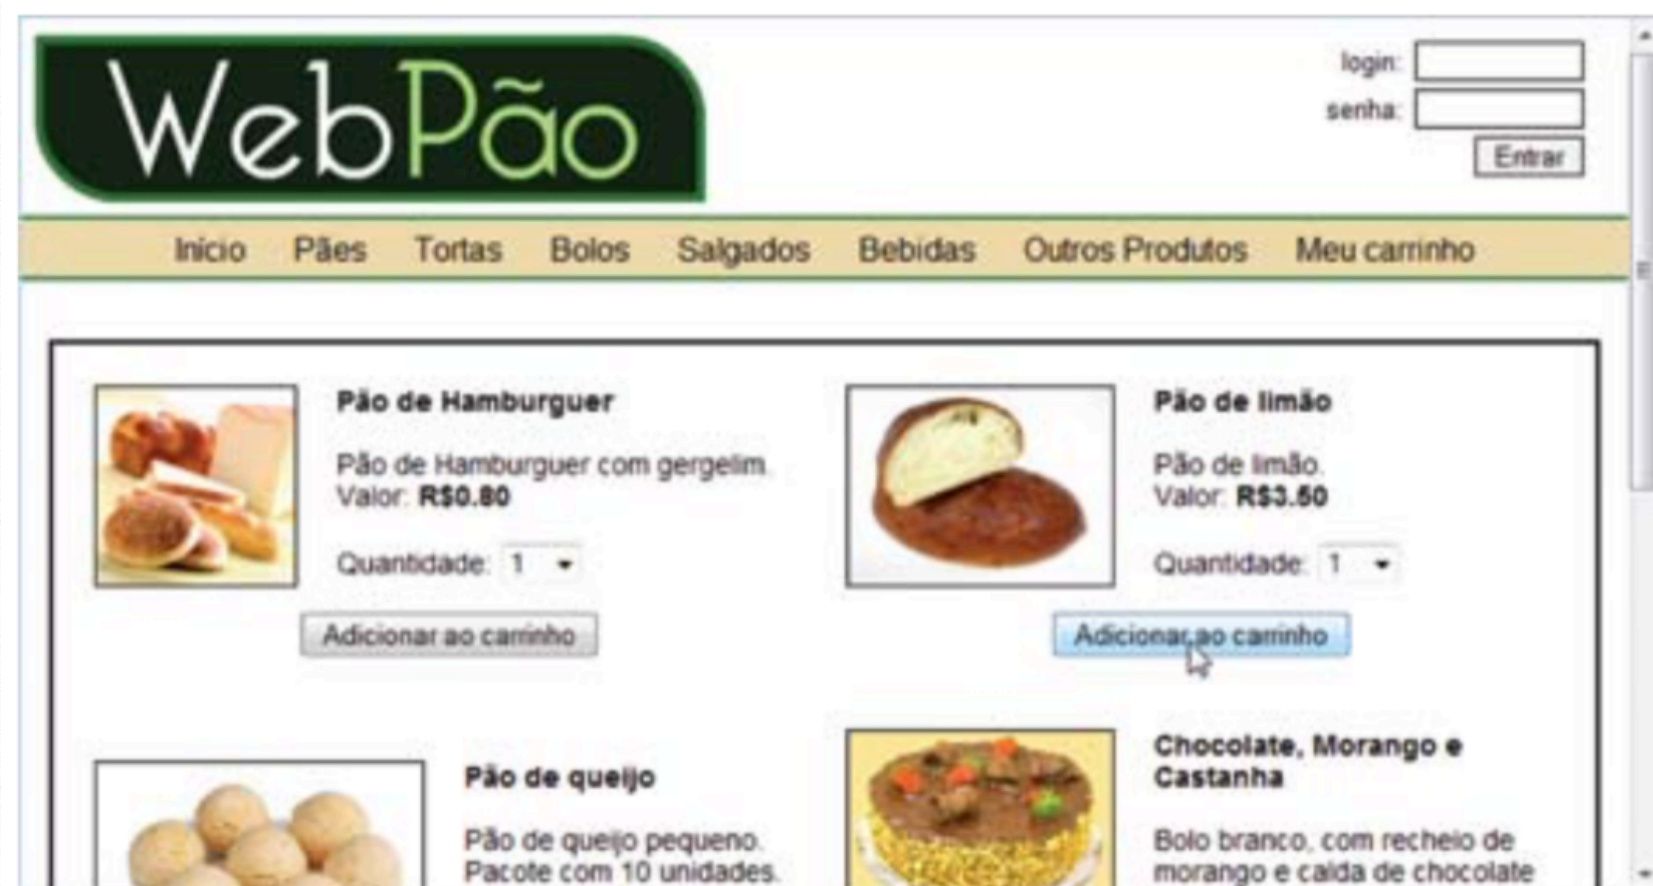 WebPão
login:
senha:
Entrar
Início Pães Tortas Bolos Salgados Bebidas Outros Produtos Meu carrinho
Pão de Hamburguer
Pão de Hamburguer com gergelim.
Valor: R$0.80
Quantidade: 1
Adicionar ao carrinho
Pão de limão
Pão de limão.
Valor: R$3.50
Quantidade: 1
Adicionar ao carrinho
Pão de queijo
Pão de queijo pequeno.
Pacote com 10 unidades.
Chocolate, Morango e
Castanha
Bolo branco, com recheio de
morango e calda de chocolate